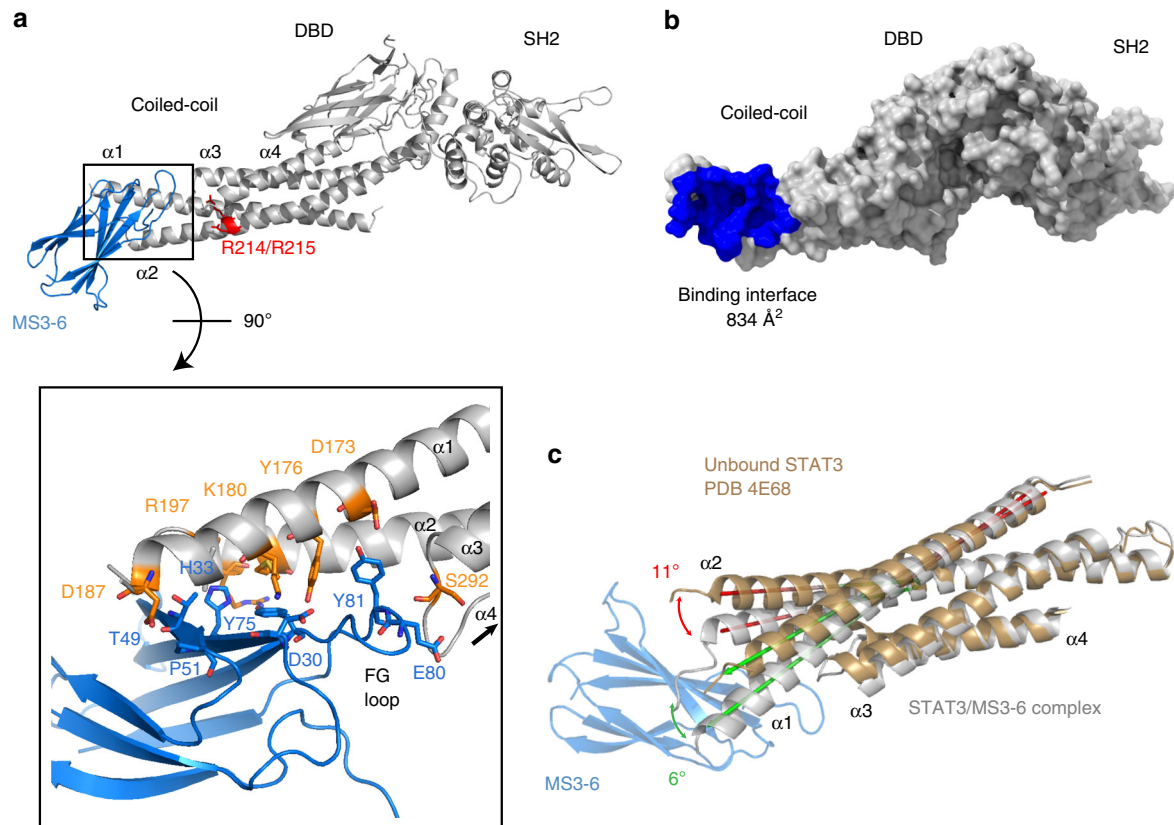 a
DBD
SH2
Coiled-coil
α1
α3
α4
R214/R215
α2
MS3-6
90°
b
DBD
SH2
Coiled-coil
Binding interface
834 Å²
D173
α1
Y176
K180
R197
α2
α3
H33
D187
S292
Y81
α4
T49
Y75
P51
D30
E80
FG
loop
c
Unbound STAT3
PDB 4E68
α2
11°
α4
α3
α1
STAT3/MS3-6 complex
MS3-6
6°